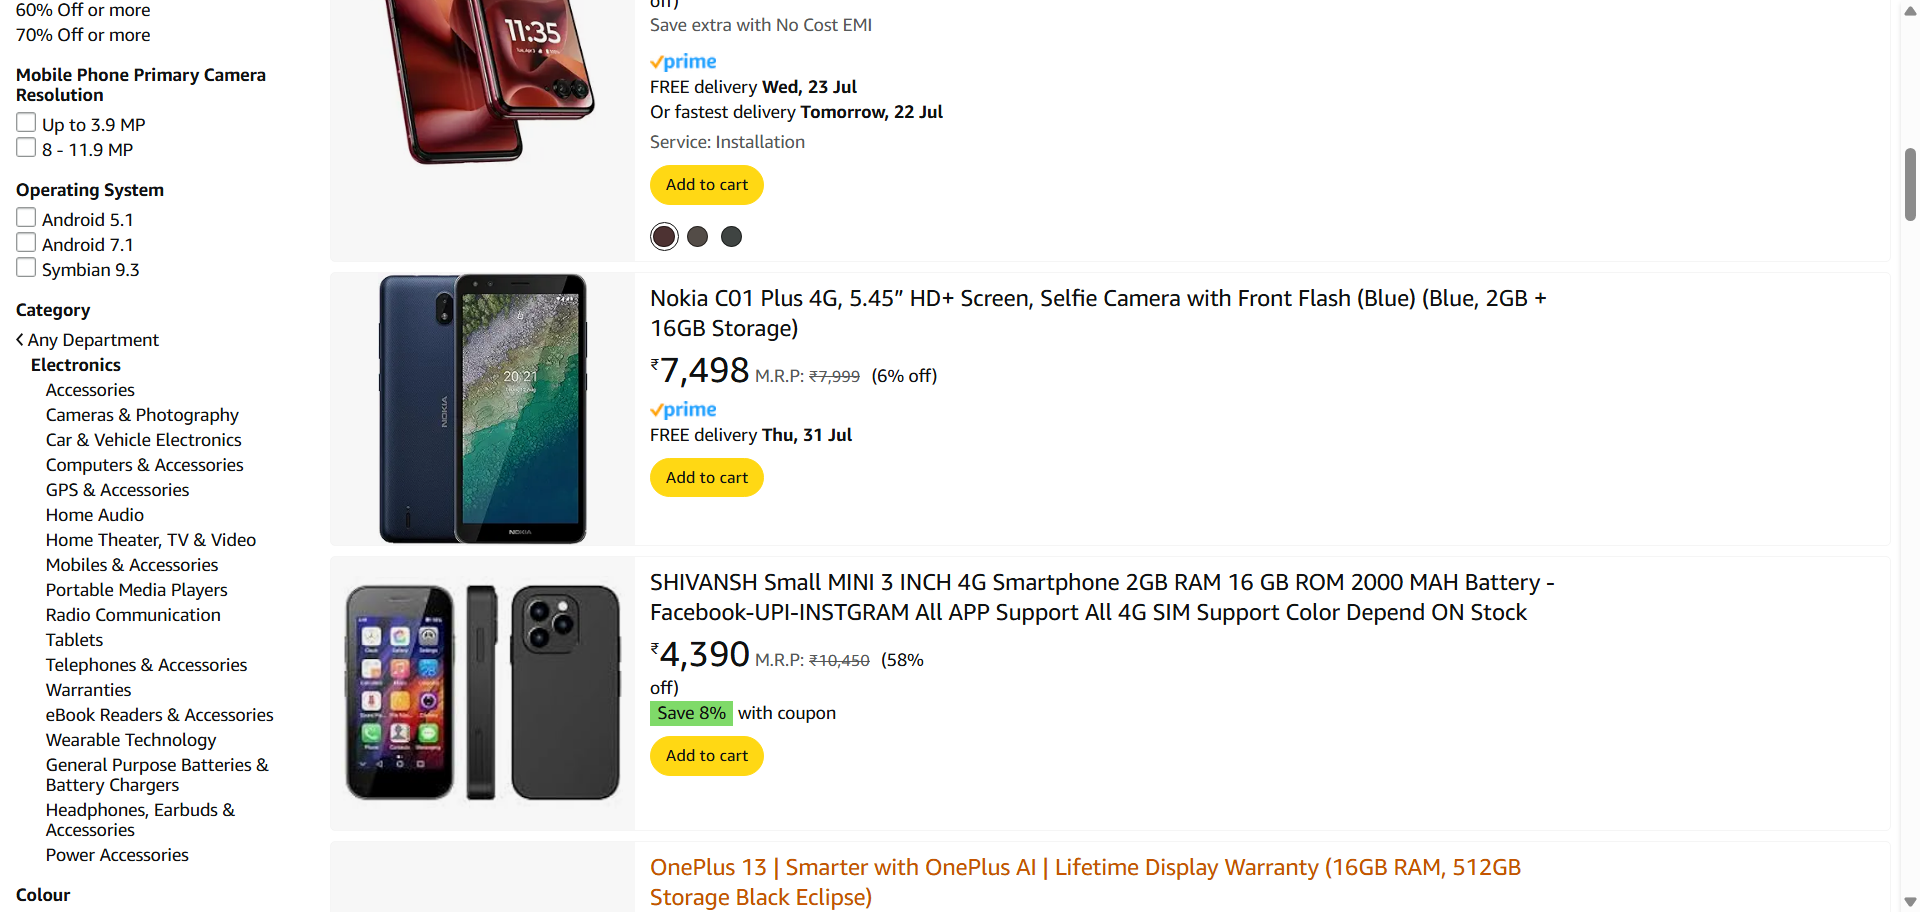 60% Off or more
70% Off or more
Mobile Phone Primary Camera
Resolution
Up to 3.9 MP
8 - 11.9 MP
Operating System
Android 5.1
Android 7.1
Symbian 9.3
Category
Any Department
Electronics
Accessories
Cameras & Photography
Car & Vehicle Electronics
Computers & Accessories
GPS & Accessories
Home Audio
Home Theater, TV & Video
Mobiles & Accessories
Portable Media Players
Radio Communication
Tablets
Telephones & Accessories
Warranties
eBook Readers & Accessories
Wearable Technology
General Purpose Batteries &
Battery Chargers
Headphones, Earbuds &
Accessories
Power Accessories
Colour
11:35
off)
Save extra with No Cost EMI
prime
FREE delivery Wed, 23 Jul
Or fastest delivery Tomorrow, 22 Jul
Service: Installation
Add to cart
20:21
NOKIA
NOKIA
Nokia C01 Plus 4G, 5.45” HD+ Screen, Selfie Camera with Front Flash (Blue) (Blue, 2GB +
16GB Storage)
₹7,498 M.R.P: ₹7,999 (6% off)
prime
FREE delivery Thu, 31 Jul
Add to cart
SHIVANSH Small MINI 3 INCH 4G Smartphone 2GB RAM 16 GB ROM 2000 MAH Battery -
Facebook-UPI-INSTGRAM All APP Support All 4G SIM Support Color Depend ON Stock
₹4,390 M.R.P: ₹10,450 (58%
off)
Save 8% with coupon
Add to cart
OnePlus 13 | Smarter with OnePlus AI | Lifetime Display Warranty (16GB RAM, 512GB
Storage Black Eclipse)